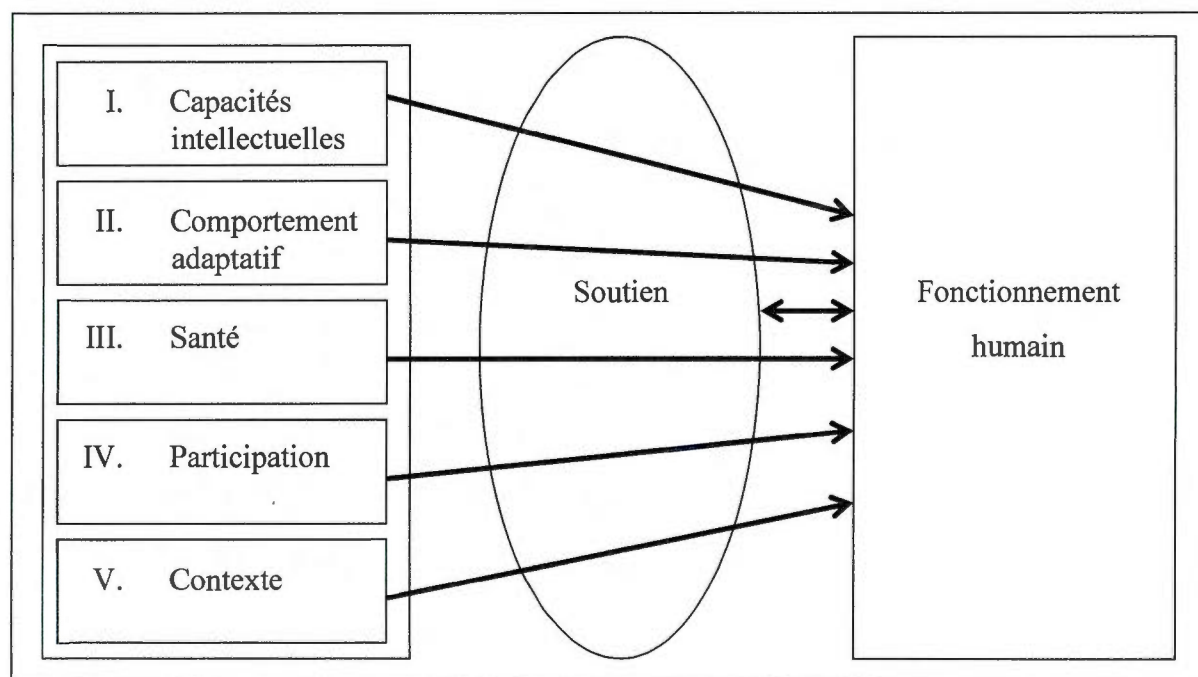 I. Capacités
intellectuelles
II. Comportement
adaptatif
III. Santé
IV. Participation
V. Contexte
Soutien
Fonctionnement
humain